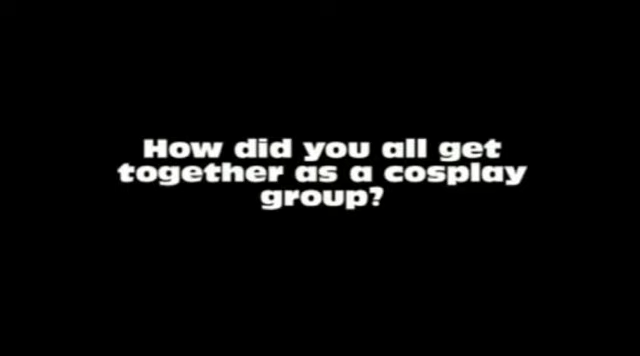 How did you all get
together as a cosplay
group?